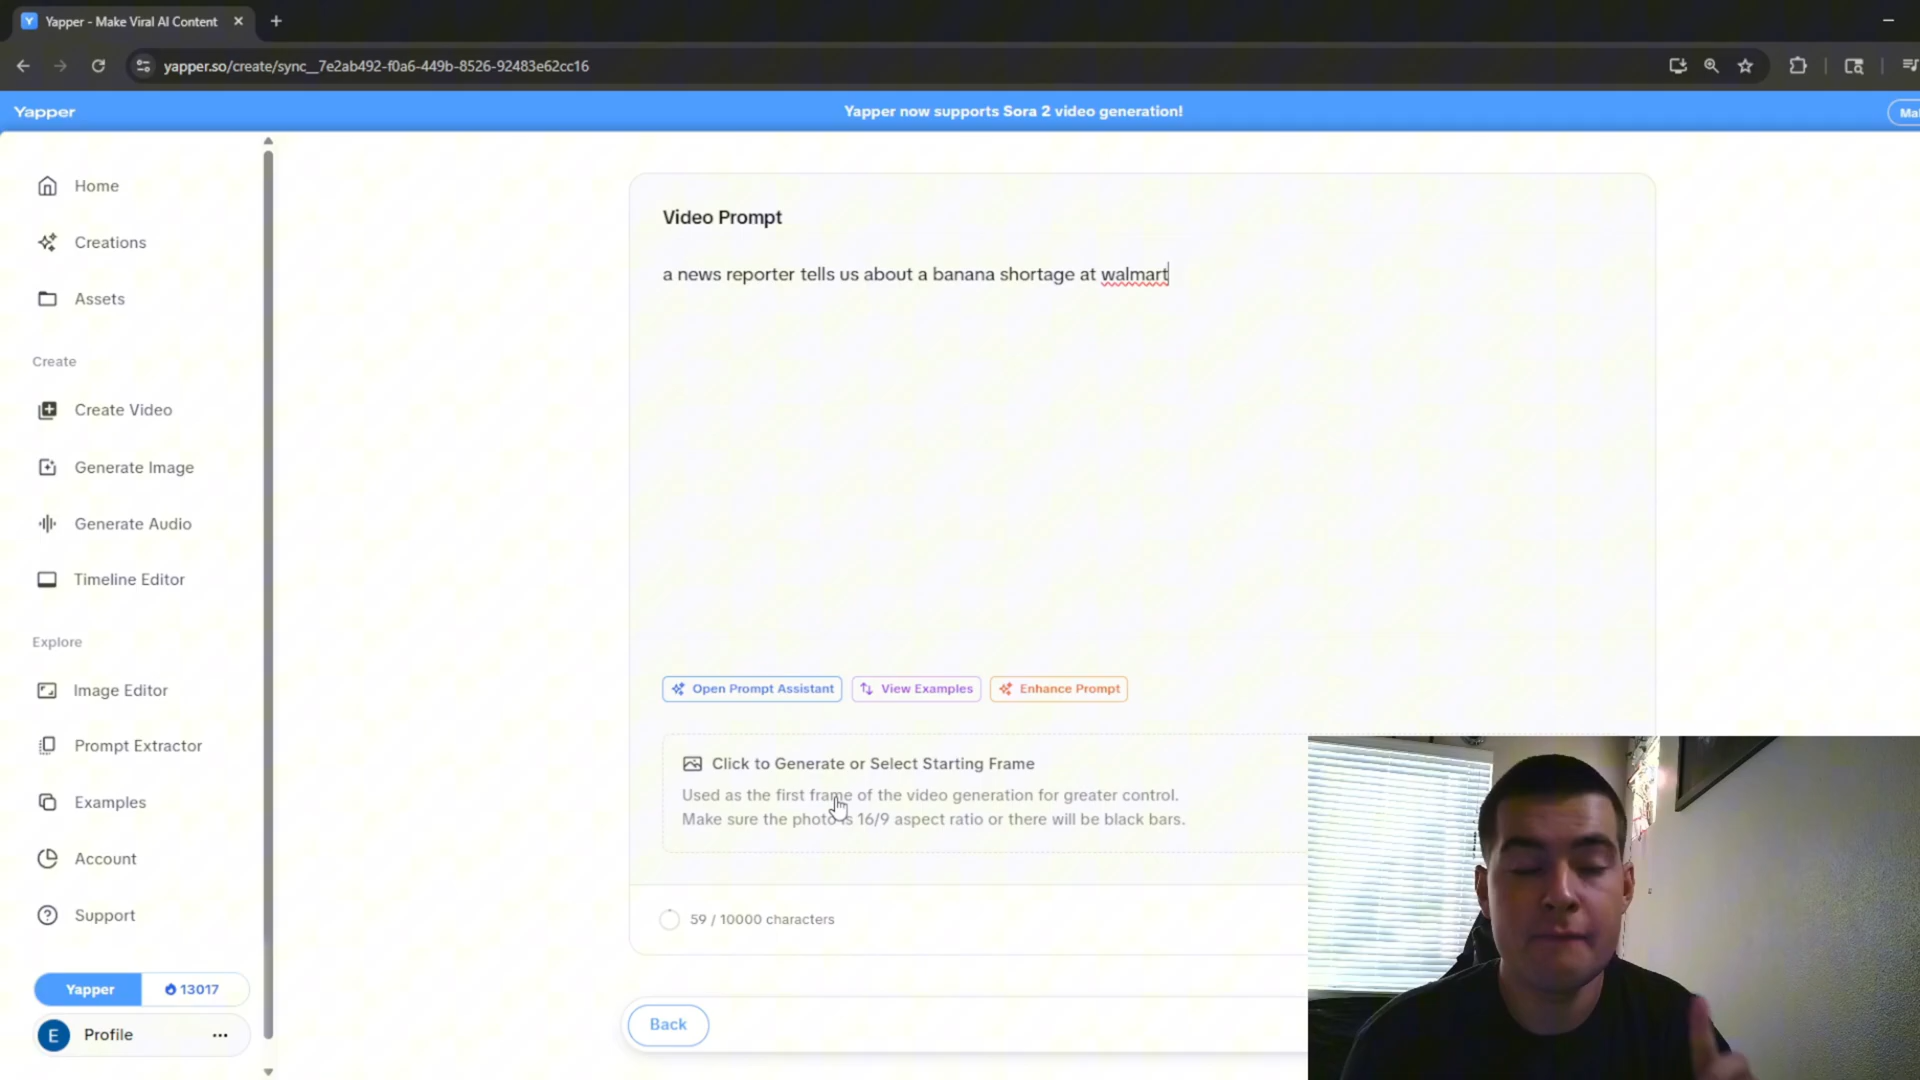 Yapper - Make Viral AI Content
yapper.so/create/sync__7e2ab492-f0a6-449b-8526-92483e62cc16
Yapper
Yapper now supports Sora 2 video generation!
Home
Creations
Assets
Create
Create Video
Generate Image
Generate Audio
Timeline Editor
Explore
Image Editor
Prompt Extractor
Examples
Account
Support
Yapper
13017
E
Profile
Video Prompt
a news reporter tells us about a banana shortage at walmart
Open Prompt Assistant
View Examples
Enhance Prompt
Click to Generate or Select Starting Frame
Used as the first frame of the video generation for greater control.
Make sure the photo is 16/9 aspect ratio or there will be black bars.
59 / 10000 characters
Back